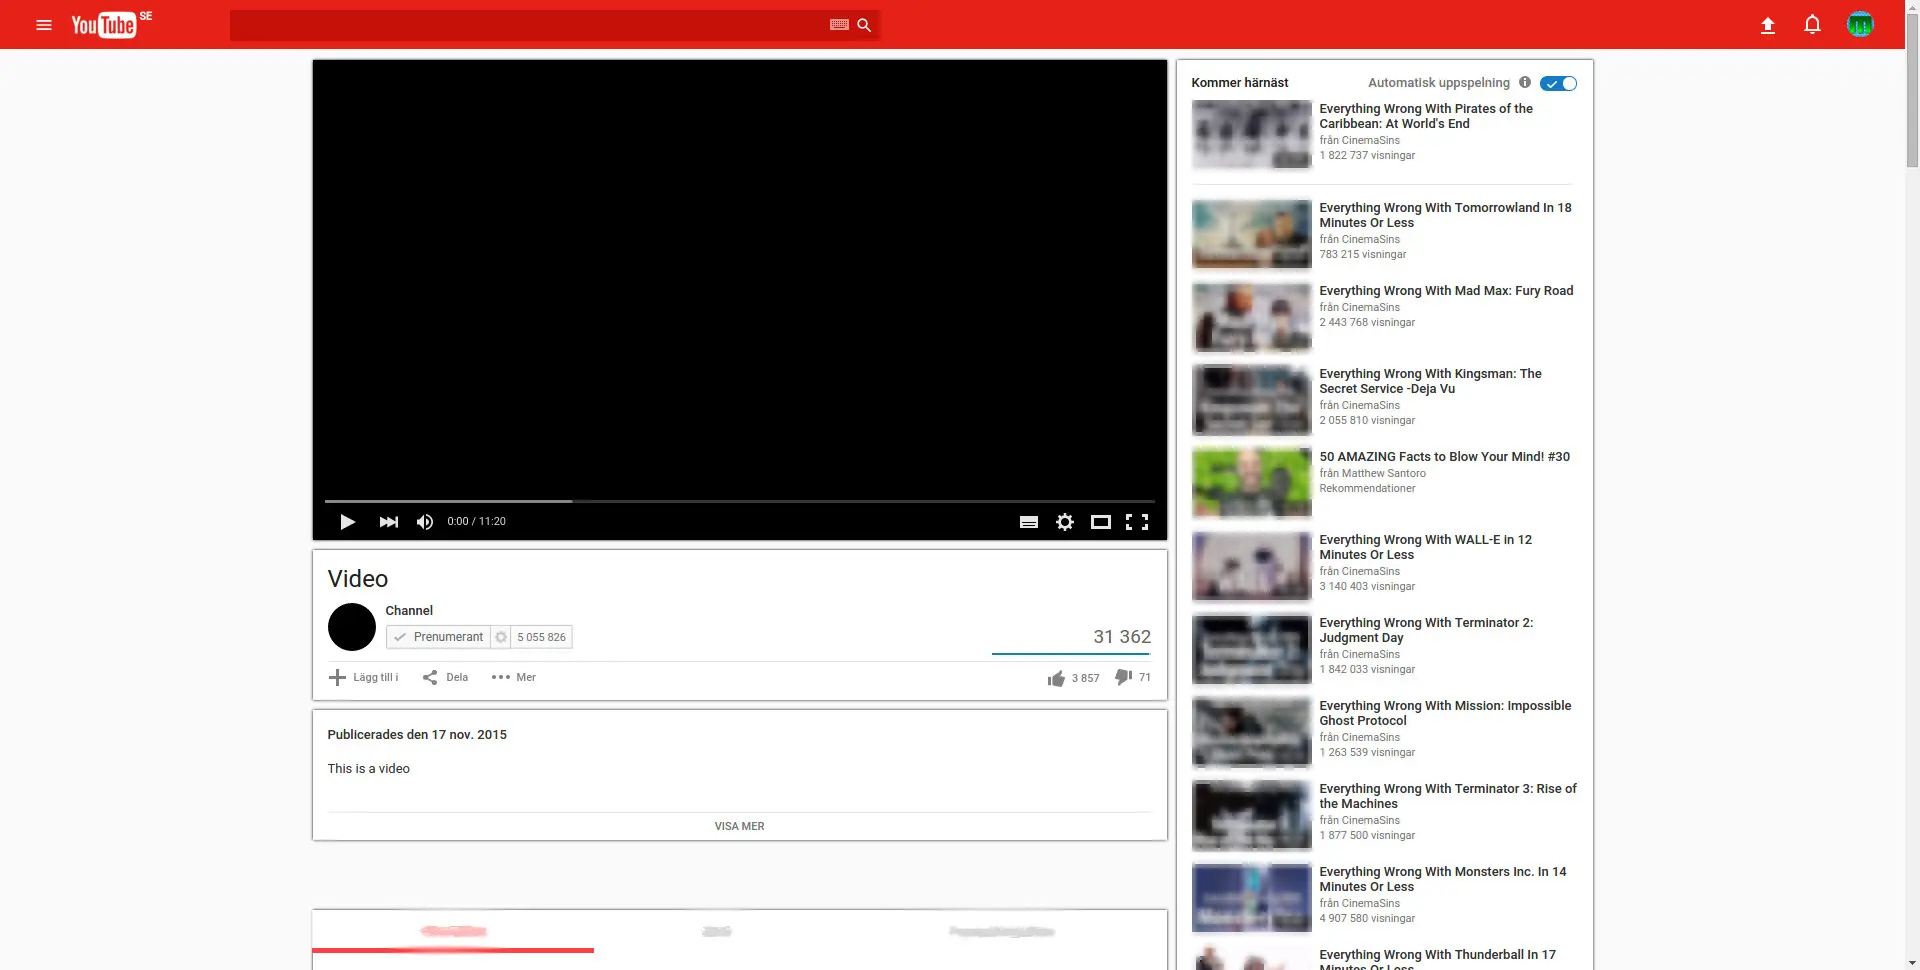 YouTube SE
0:00 / 11:20
Video
Channel
Prenumerant 5 055 826
31 362
Lägg till i Dela Mer
3 857 71
Publicerades den 17 nov. 2015
This is a video
VISA MER
Kommer härnäst Automatisk uppspelning
Everything Wrong With Pirates of the
Caribbean: At World's End
från CinemaSins
1 822 737 visningar
Everything Wrong With Tomorrowland In 18
Minutes Or Less
från CinemaSins
783 215 visningar
Everything Wrong With Mad Max: Fury Road
från CinemaSins
2 443 768 visningar
Everything Wrong With Kingsman: The
Secret Service -Deja Vu
från CinemaSins
2 055 810 visningar
50 AMAZING Facts to Blow Your Mind! #30
från Matthew Santoro
Rekommendationer
Everything Wrong With WALL-E in 12
Minutes Or Less
från CinemaSins
3 140 403 visningar
Everything Wrong With Terminator 2:
Judgment Day
från CinemaSins
1 842 033 visningar
Everything Wrong With Mission: Impossible
Ghost Protocol
från CinemaSins
1 263 539 visningar
Everything Wrong With Terminator 3: Rise of
the Machines
från CinemaSins
1 877 500 visningar
Everything Wrong With Monsters Inc. In 14
Minutes Or Less
från CinemaSins
4 907 580 visningar
Everything Wrong With Thunderball In 17
Minutes Or Less